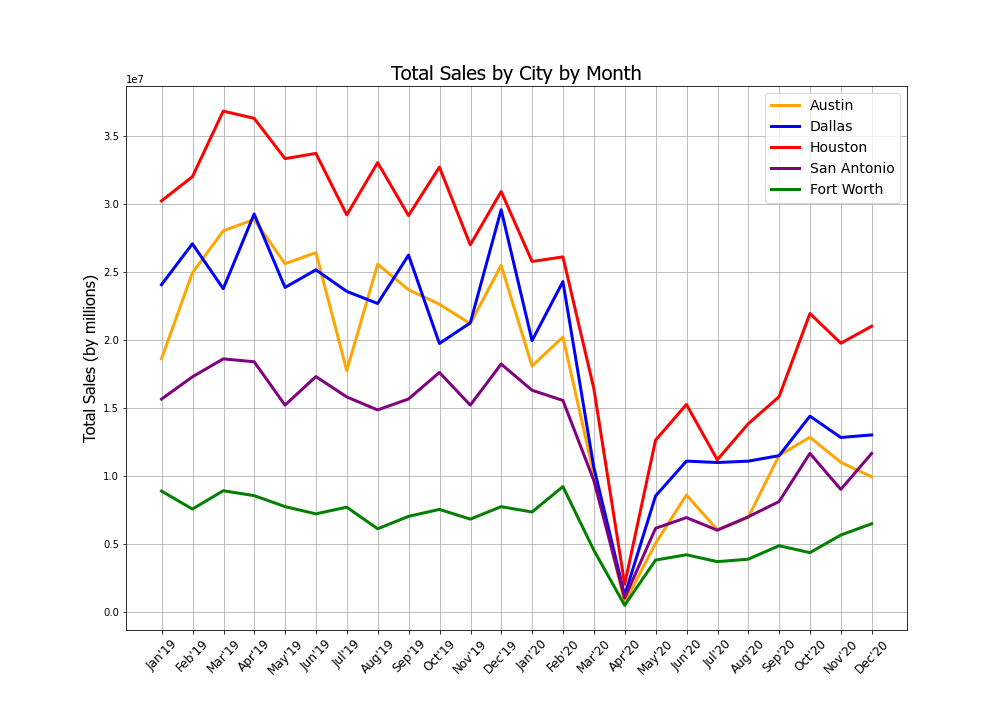 Total Sales by City by Month
1e7
Austin
Dallas
Houston
San Antonio
Fort Worth
3.5
3.0
2.5
2.0
1.5
1.0
0.5
0.0
Total Sales (by millions)
Jan'19
Feb'19
Mar'19
Apr'19
May'19
Jun'19
Jul'19
Aug'19
Sep'19
Oct'19
Nov'19
Dec'19
Jan'20
Feb'20
Mar'20
Apr'20
May'20
Jun'20
Jul'20
Aug'20
Sep'20
Oct'20
Nov'20
Dec'20